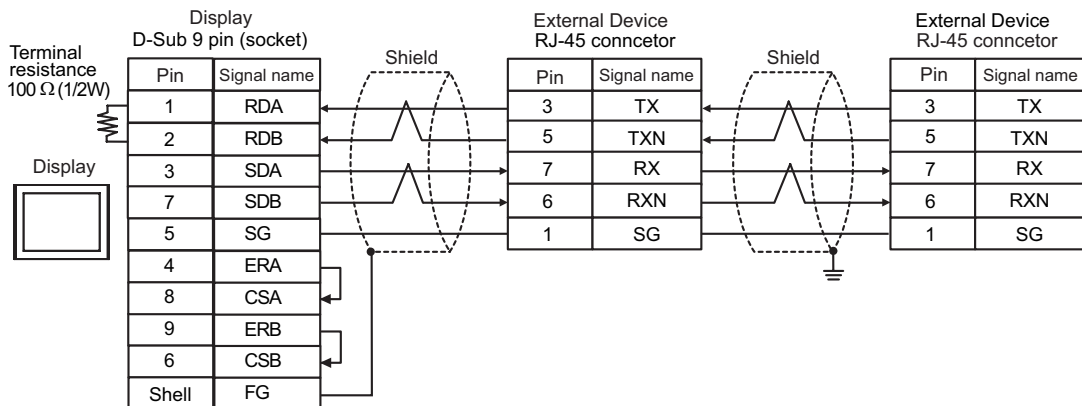 Display
D-Sub 9 pin (socket)
External Device
RJ-45 conncetor
External Device
RJ-45 conncetor
Terminal
resistance
100 Ω (1/2W)
Shield
Shield
Display
Pin Signal name
1 RDA
2 RDB
3 SDA
7 SDB
5 SG
4 ERA
8 CSA
9 ERB
6 CSB
Shell FG
Pin Signal name
3 TX
5 TXN
7 RX
6 RXN
1 SG
Pin Signal name
3 TX
5 TXN
7 RX
6 RXN
1 SG